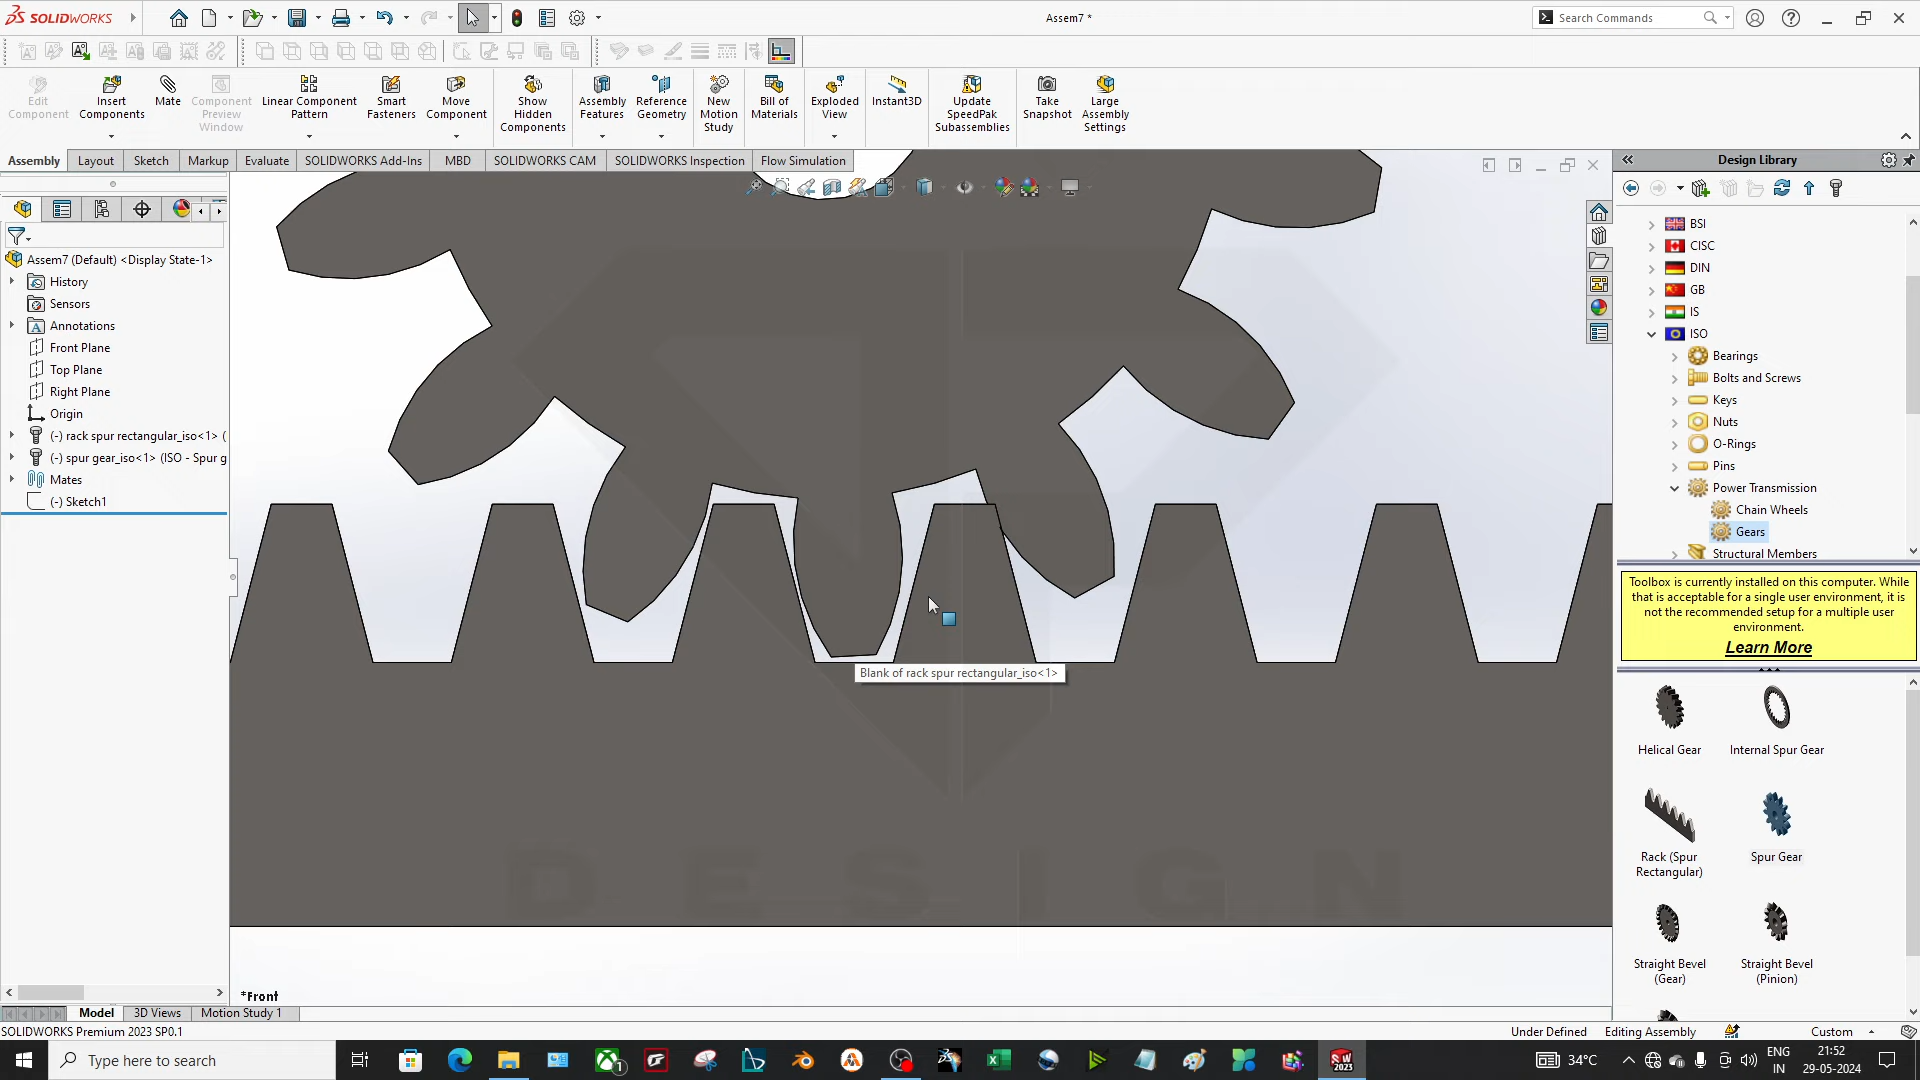 SOLIDWORKS
Assem7 *
Search Commands
Edit Component
Insert Components
Mate
Component Preview Window
Linear Component Pattern
Smart Fasteners
Move Component
Show Hidden Components
Assembly Features
Reference Geometry
New Motion Study
Bill of Materials
Exploded View
Instant3D
Update SpeedPak Subassemblies
Take Snapshot
Large Assembly Settings
Assembly
Layout
Sketch
Markup
Evaluate
SOLIDWORKS Add-Ins
MBD
SOLIDWORKS CAM
SOLIDWORKS Inspection
Flow Simulation
Assem7 (Default) <Display State-1>
History
Sensors
Annotations
Front Plane
Top Plane
Right Plane
Origin
(-) rack spur rectangular_iso<1> (
(-) spur gear_iso<1> (ISO - Spur g
Mates
(-) Sketch1
Blank of rack spur rectangular_iso<1>
DESIGN
*Front
Design Library
BSI
CISC
DIN
GB
IS
ISO
Bearings
Bolts and Screws
Keys
Nuts
O-Rings
Pins
Power Transmission
Chain Wheels
Gears
Structural Members
Toolbox is currently installed on this computer. While
that is acceptable for a single user environment, it is
not the recommended setup for a multiple user
environment.
Learn More
Helical Gear
Internal Spur Gear
Rack (Spur Rectangular)
Spur Gear
Straight Bevel (Gear)
Straight Bevel (Pinion)
Model
3D Views
Motion Study 1
SOLIDWORKS Premium 2023 SP0.1
Under Defined
Editing Assembly
Custom
Type here to search
1
SW 2023
34°C
ENG
IN
21:52
29-05-2024